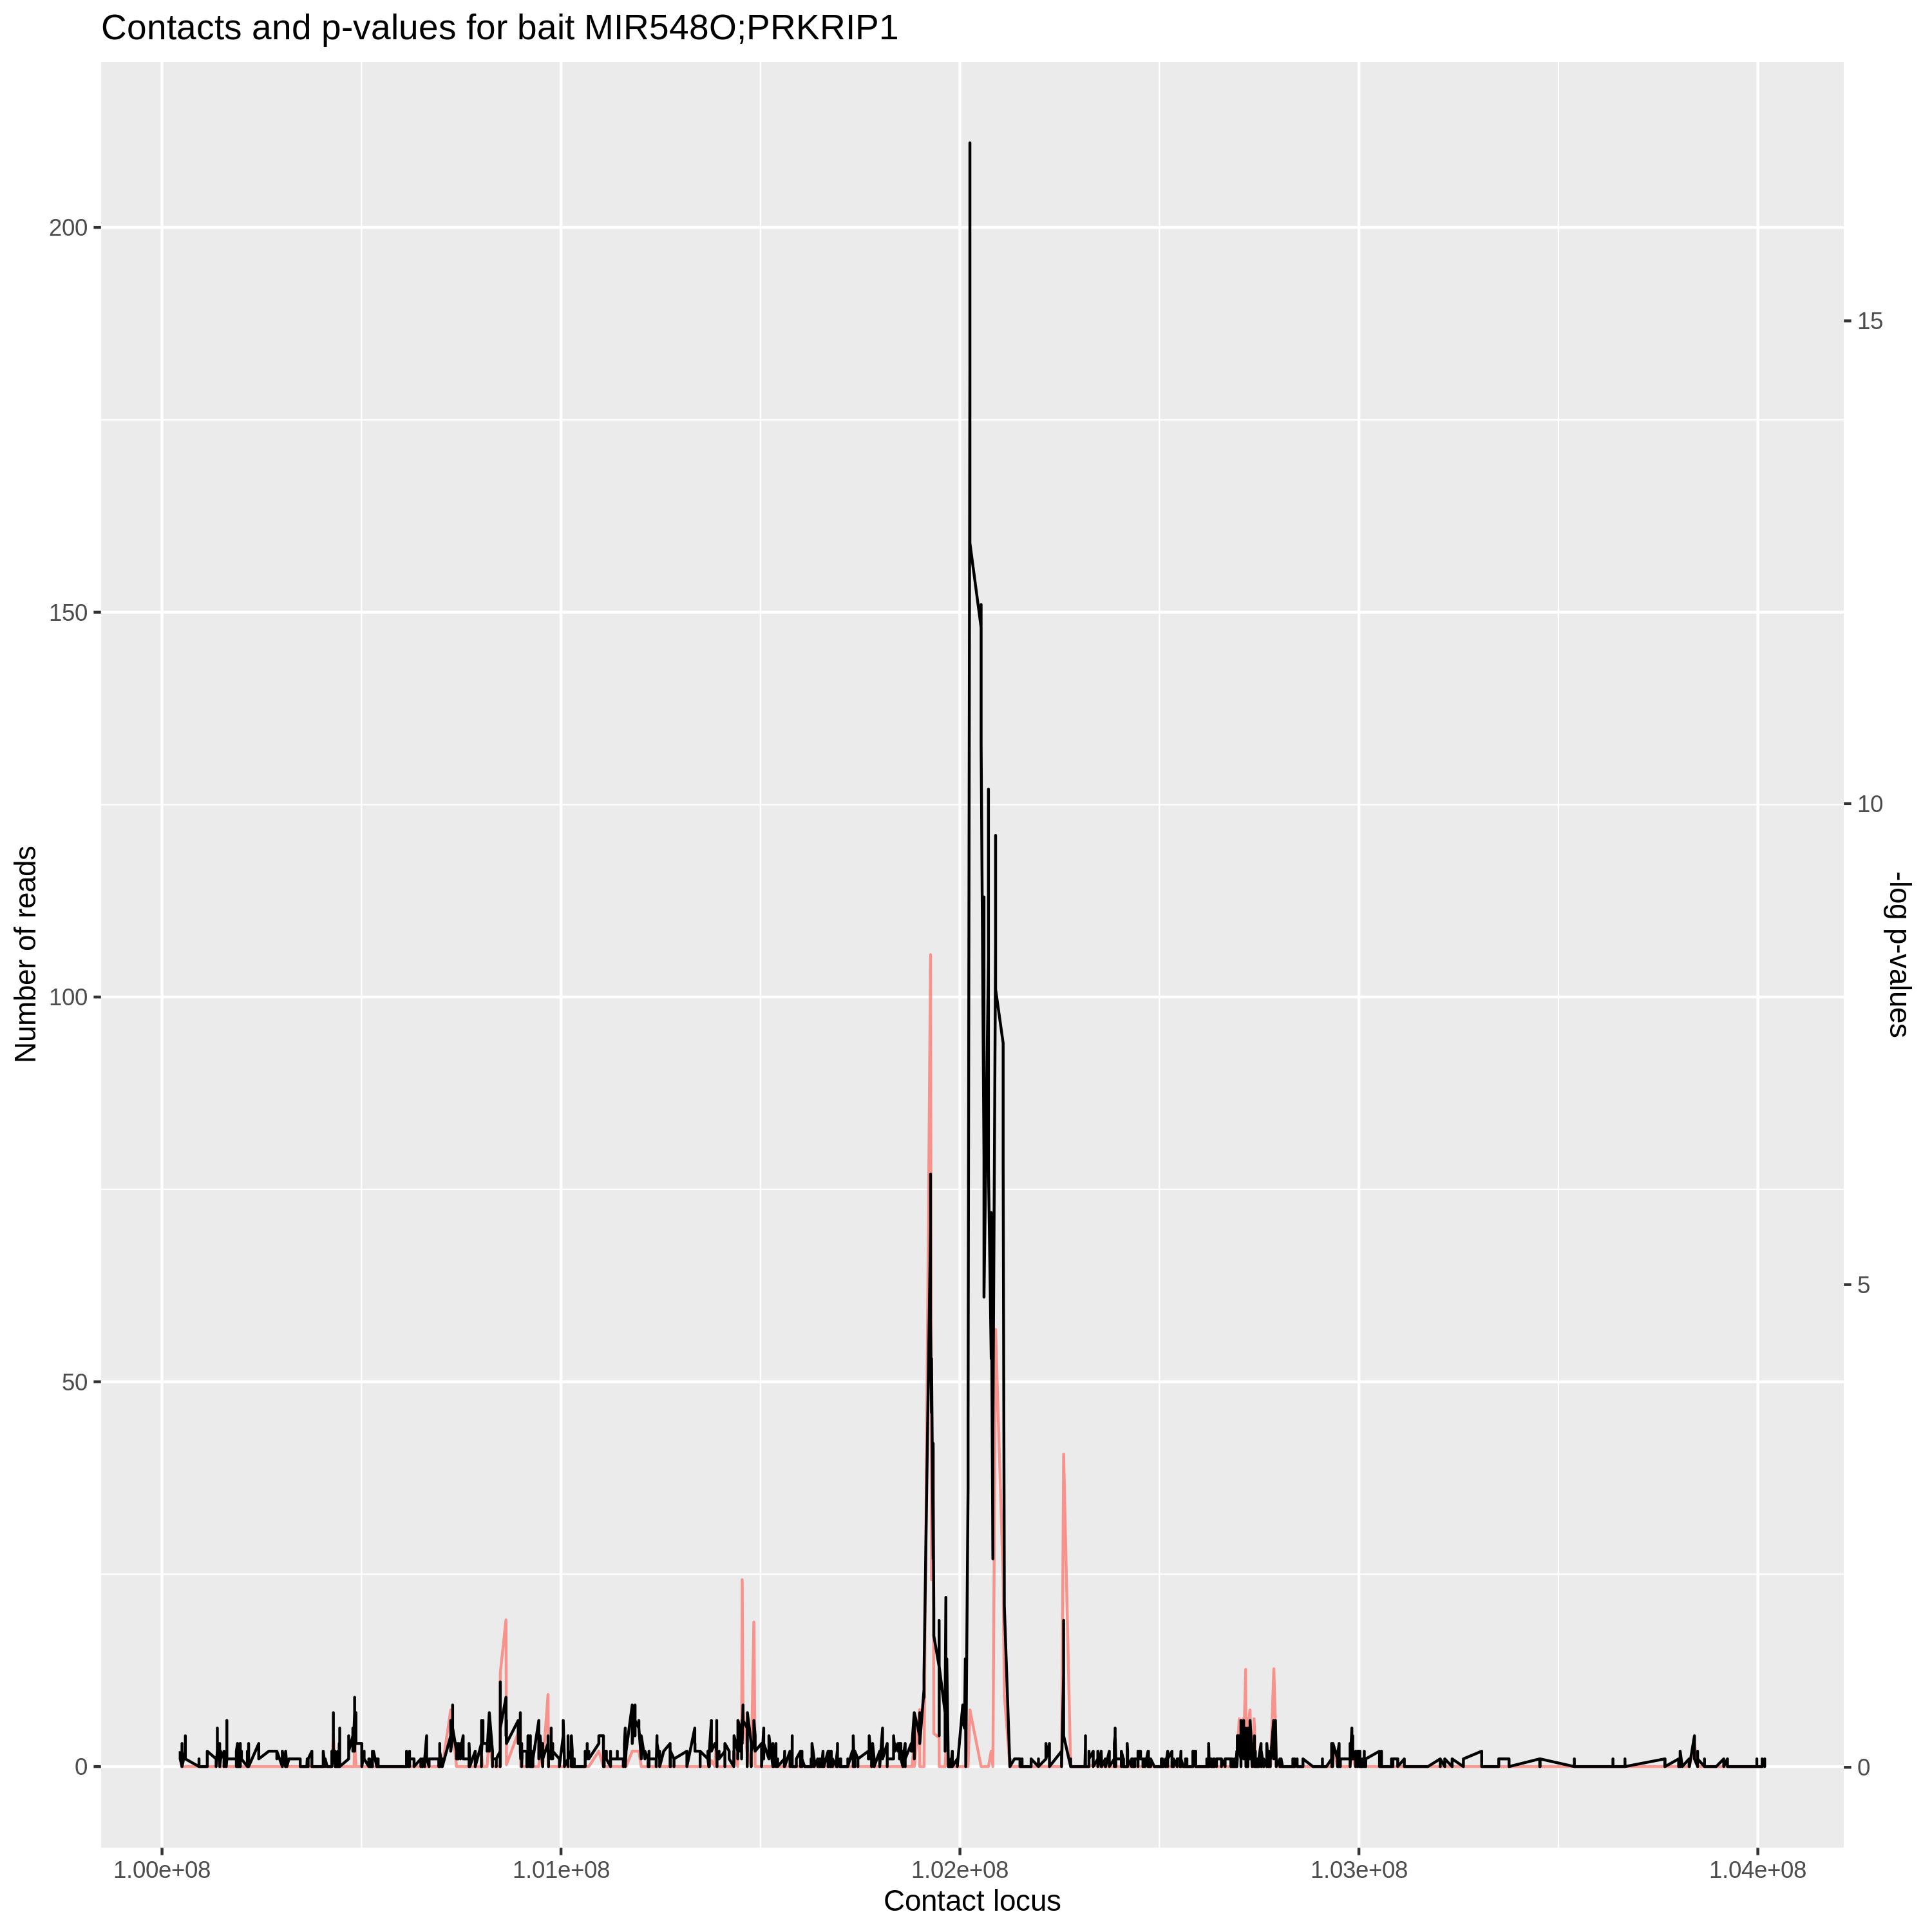 Contacts and p-values for bait MIR548O;PRKRIP1
200
150
100
50
0
Number of reads
15
10
5
0
-log p-values
1.00e+08
1.01e+08
1.02e+08
1.03e+08
1.04e+08
Contact locus